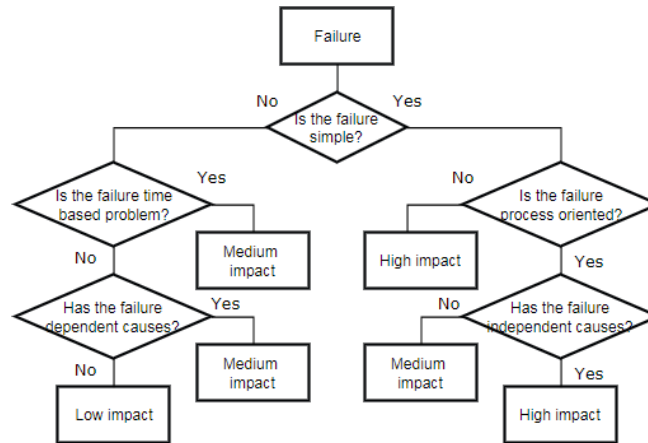 Failure
No
Yes
Is the failure
simple?
Yes
No
Is the failure time
based problem?
Is the failure
process oriented?
No
Medium
impact
High impact
Yes
Has the failure
dependent causes?
Yes
No
Has the failure
independent causes?
No
Medium
impact
Medium
impact
Yes
Low impact
High impact